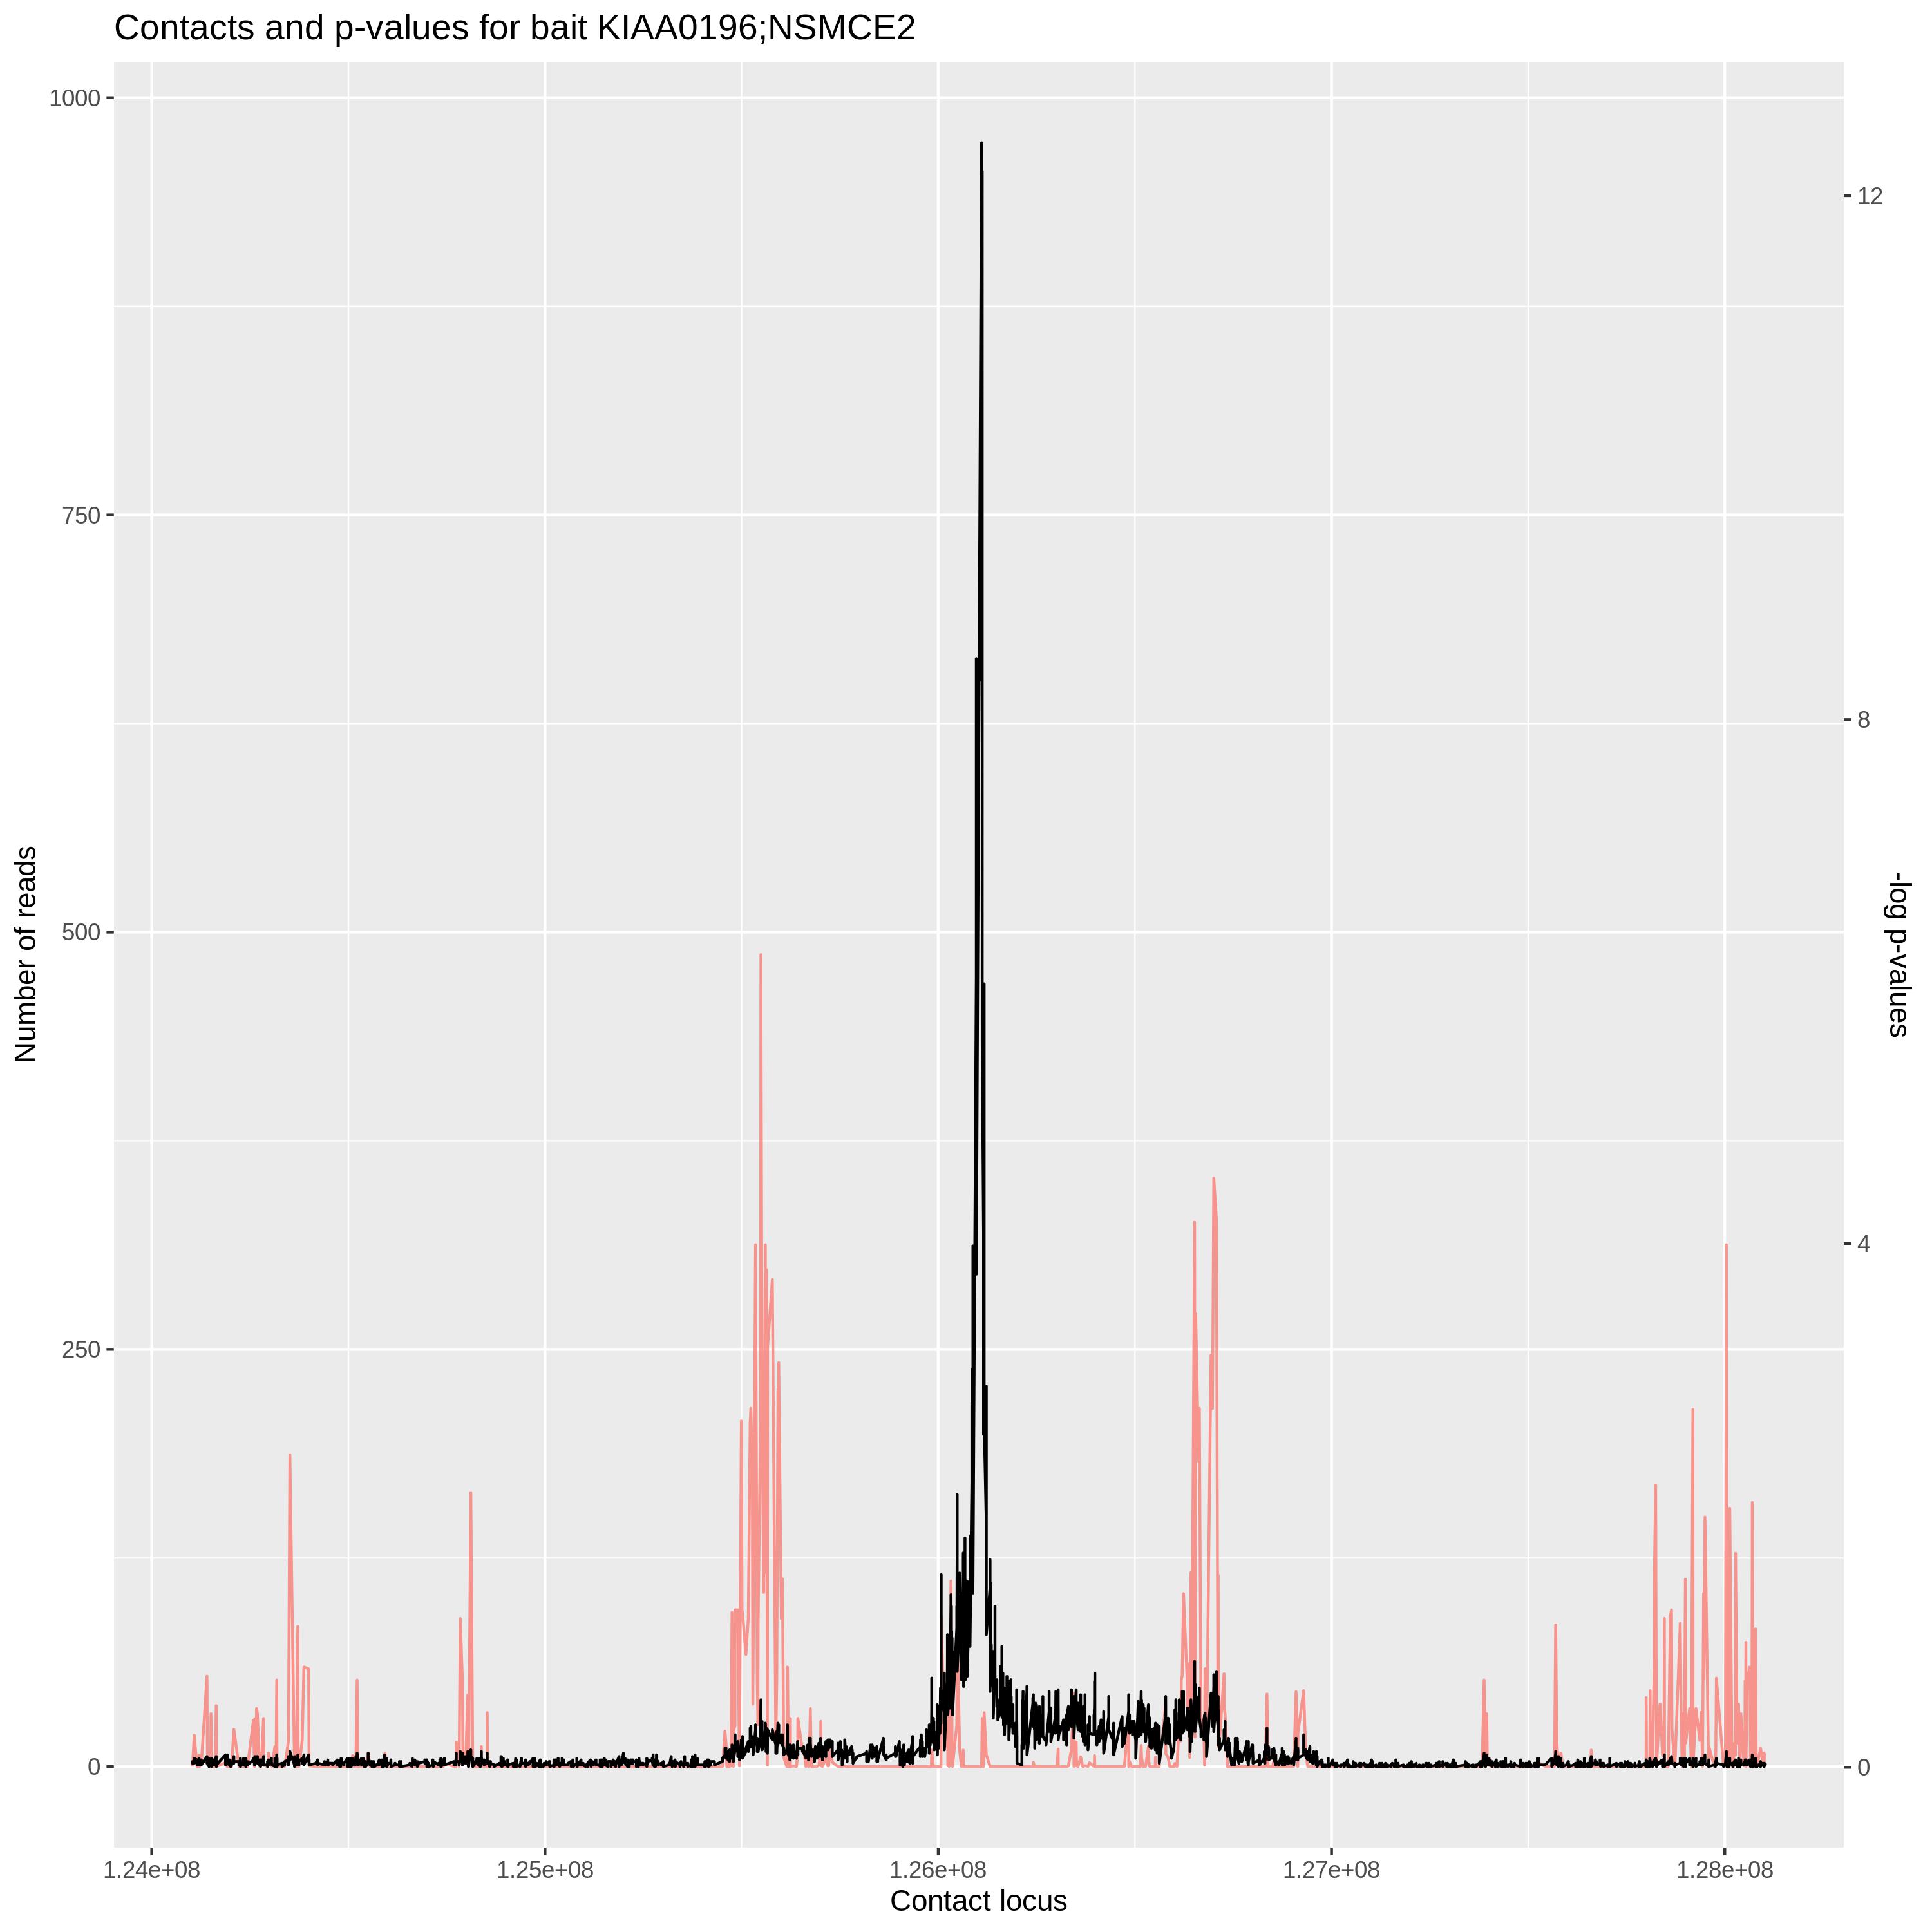 Contacts and p-values for bait KIAA0196;NSMCE2
1000
750
500
250
0
Number of reads
12
8
4
0
-log p-values
1.24e+08
1.25e+08
1.26e+08
1.27e+08
1.28e+08
Contact locus